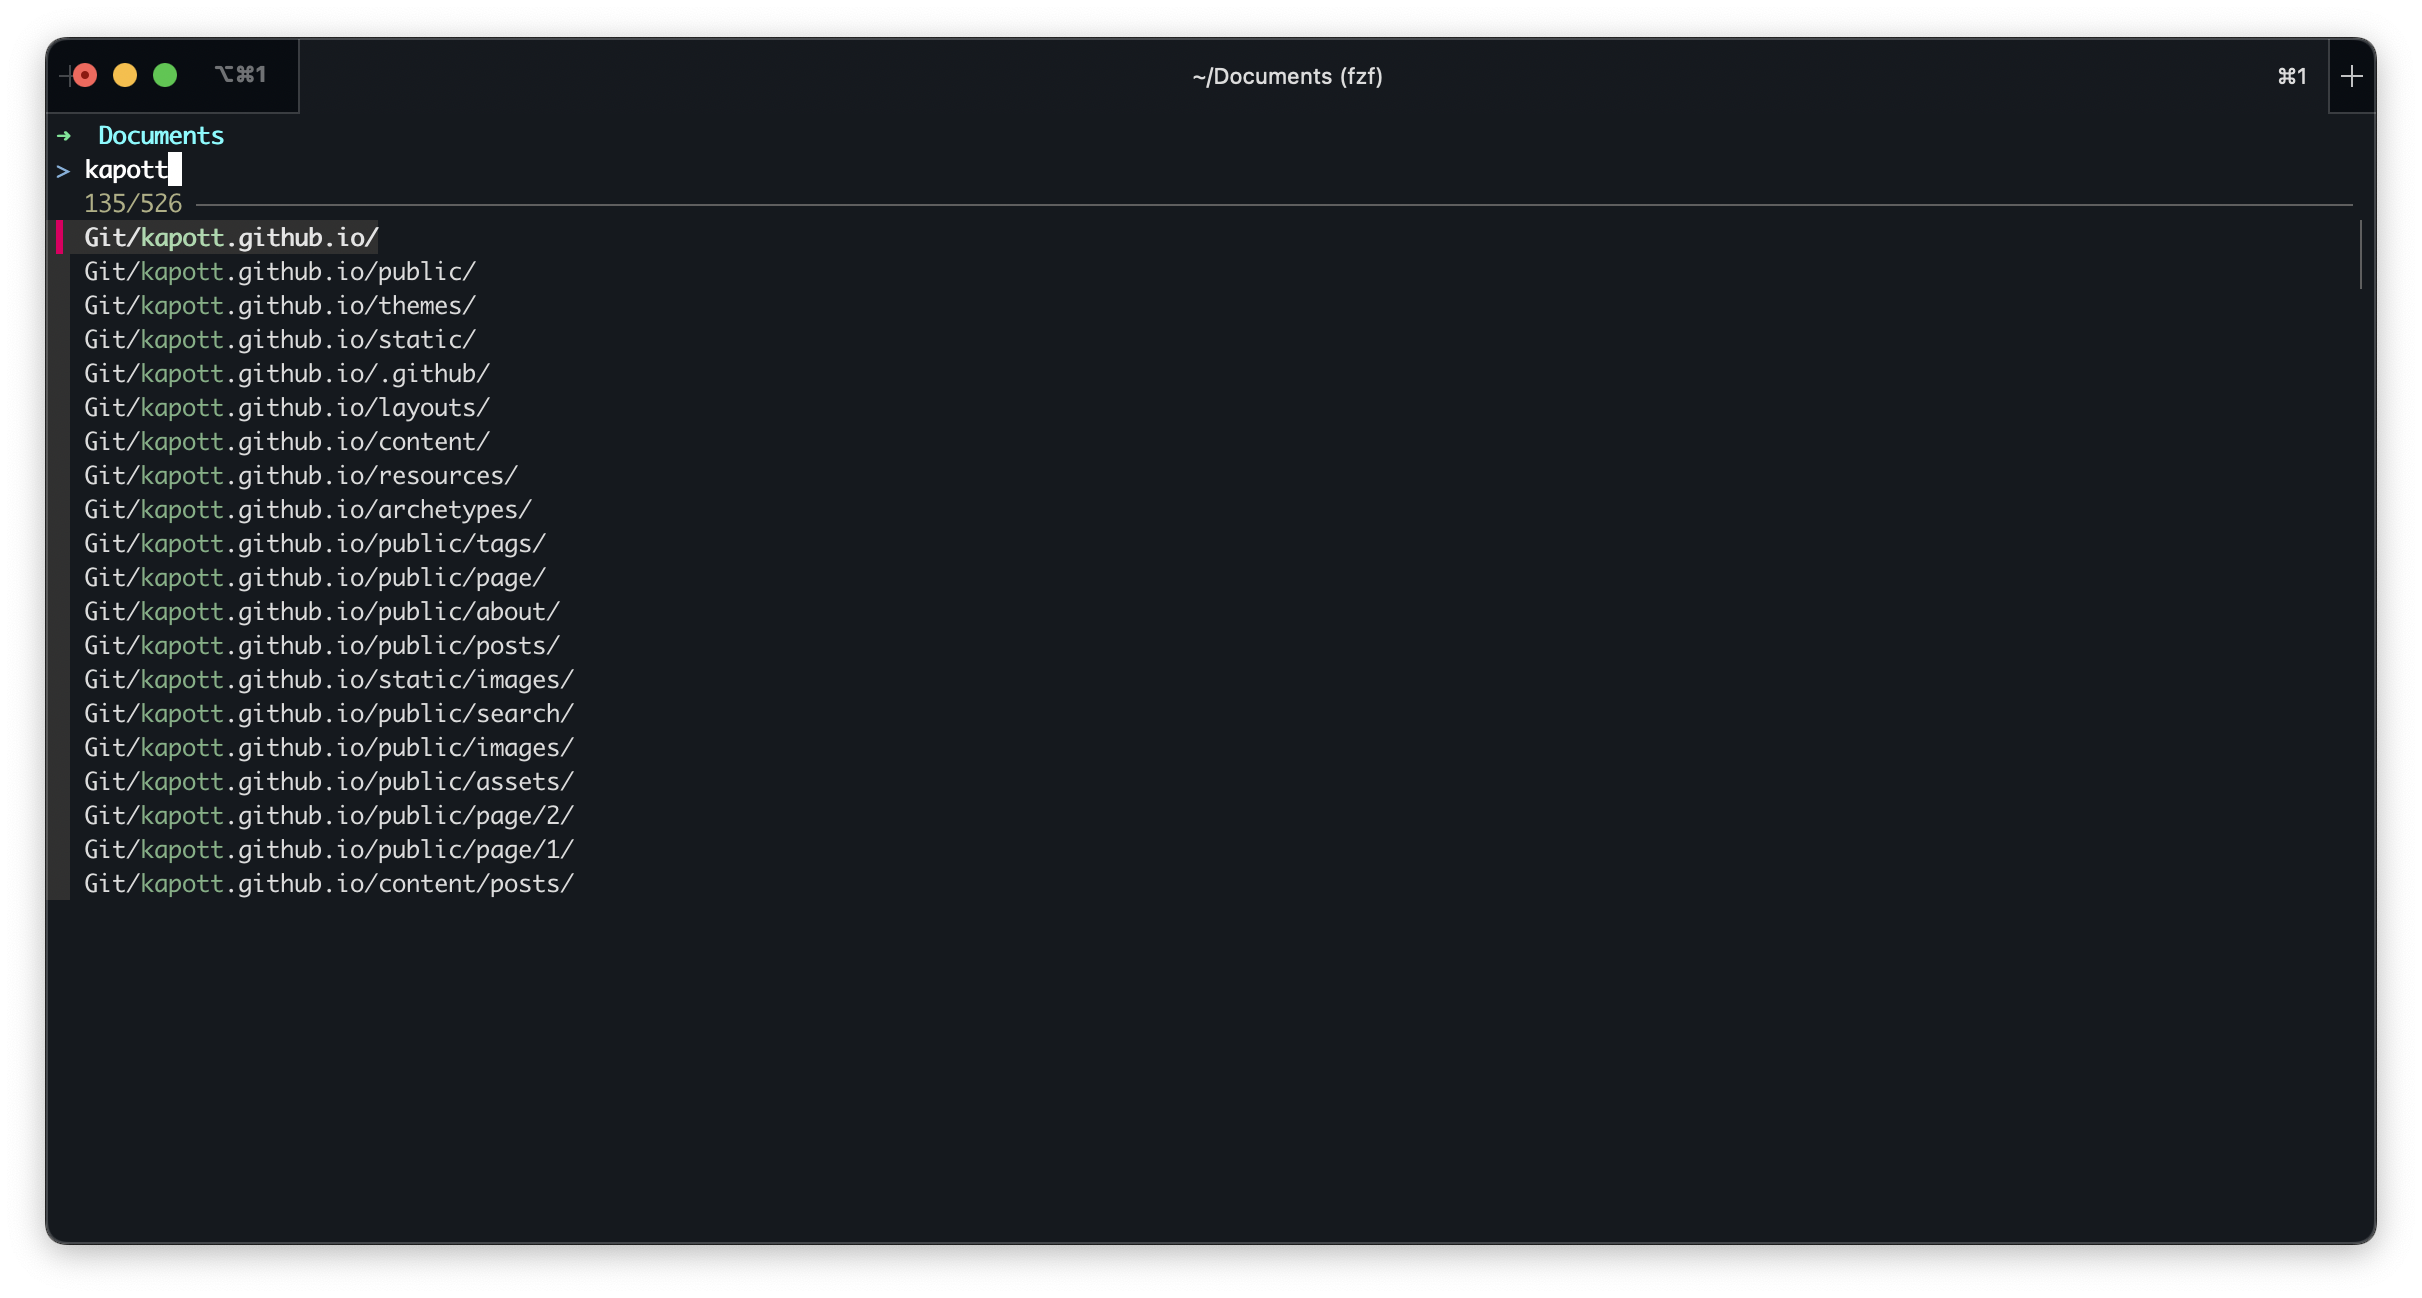 ⌥⌘1
~/Documents (fzf)
⌘1
+
➜ Documents
> kapott
135/526
Git/kapott.github.io/
Git/kapott.github.io/public/
Git/kapott.github.io/themes/
Git/kapott.github.io/static/
Git/kapott.github.io/.github/
Git/kapott.github.io/layouts/
Git/kapott.github.io/content/
Git/kapott.github.io/resources/
Git/kapott.github.io/archetypes/
Git/kapott.github.io/public/tags/
Git/kapott.github.io/public/page/
Git/kapott.github.io/public/about/
Git/kapott.github.io/public/posts/
Git/kapott.github.io/static/images/
Git/kapott.github.io/public/search/
Git/kapott.github.io/public/images/
Git/kapott.github.io/public/assets/
Git/kapott.github.io/public/page/2/
Git/kapott.github.io/public/page/1/
Git/kapott.github.io/content/posts/